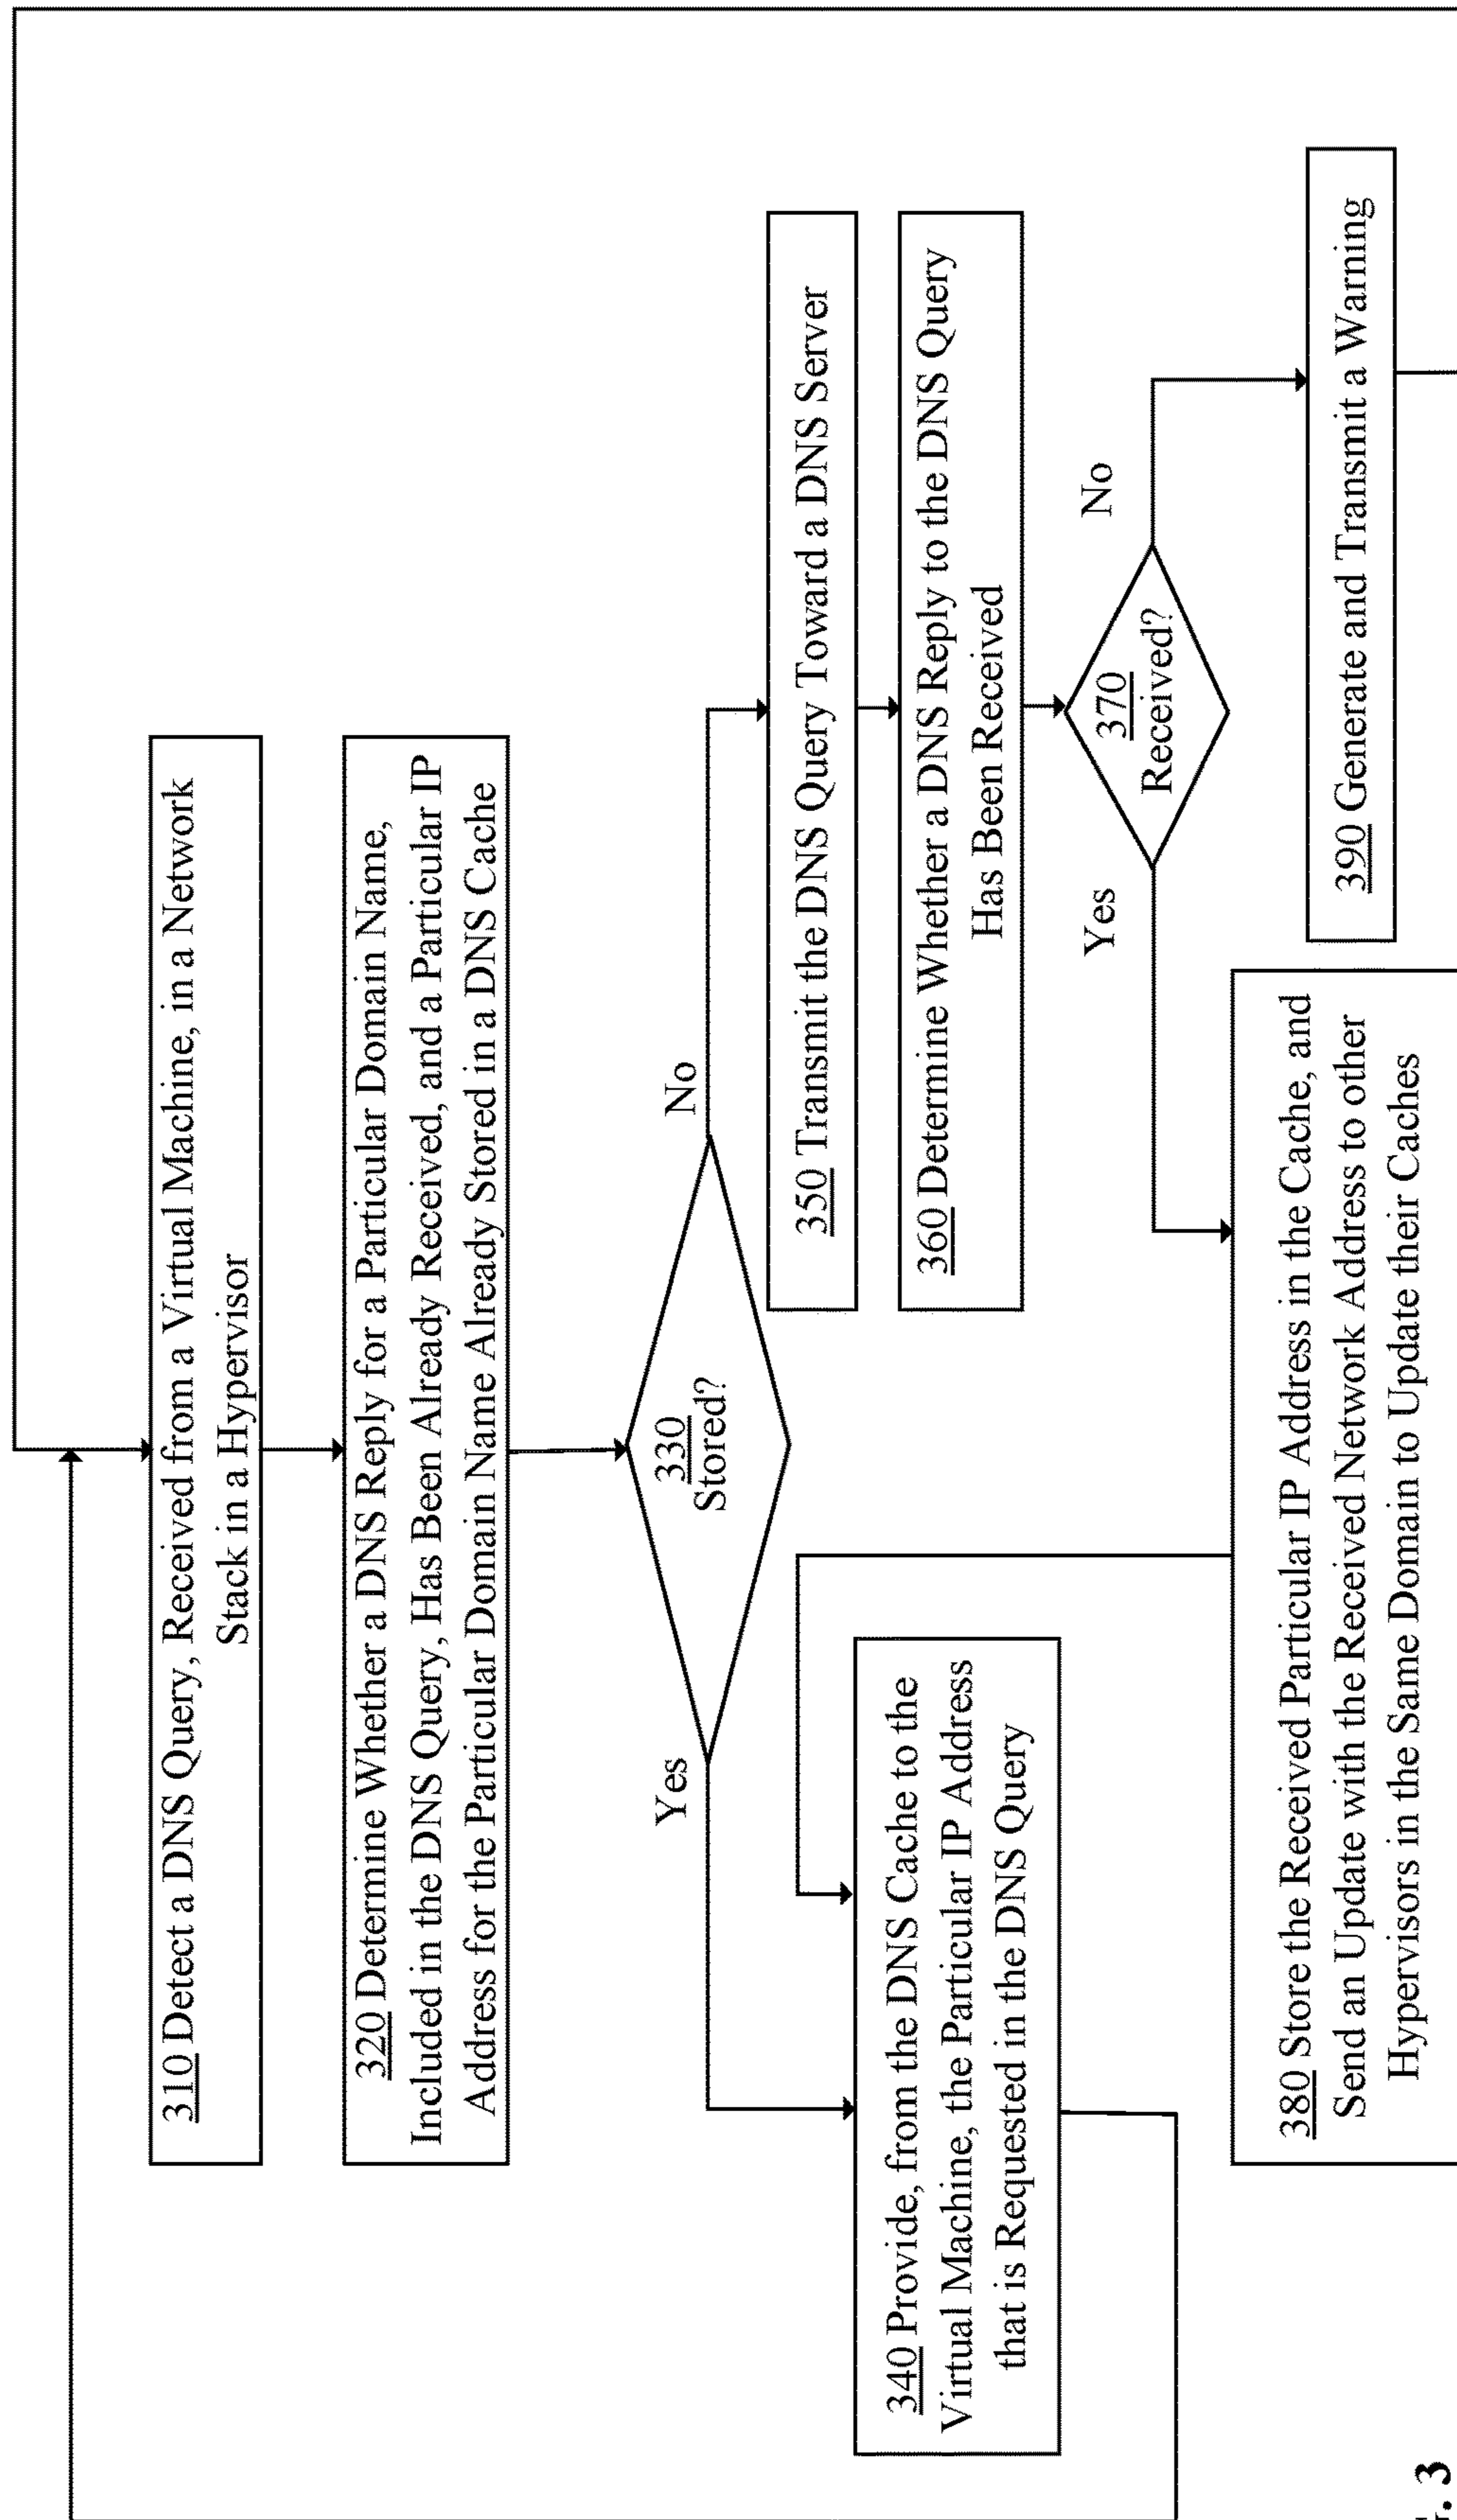 310 Detect a DNS Query, Received from a Virtual Machine, in a Network
Stack in a Hypervisor
320 Determine Whether a DNS Reply for a Particular Domain Name,
Included in the DNS Query, Has Been Already Received, and a Particular IP
Address for the Particular Domain Name Already Stored in a DNS Cache
330
Stored?
Yes
No
340 Provide, from the DNS Cache to the
Virtual Machine, the Particular IP Address
that is Requested in the DNS Query
350 Transmit the DNS Query Toward a DNS Server
360 Determine Whether a DNS Reply to the DNS Query
Has Been Received
370
Received?
Yes
No
380 Store the Received Particular IP Address in the Cache, and
Send an Update with the Received Network Address to other
Hypervisors in the Same Domain to Update their Caches
390 Generate and Transmit a Warning
. 3